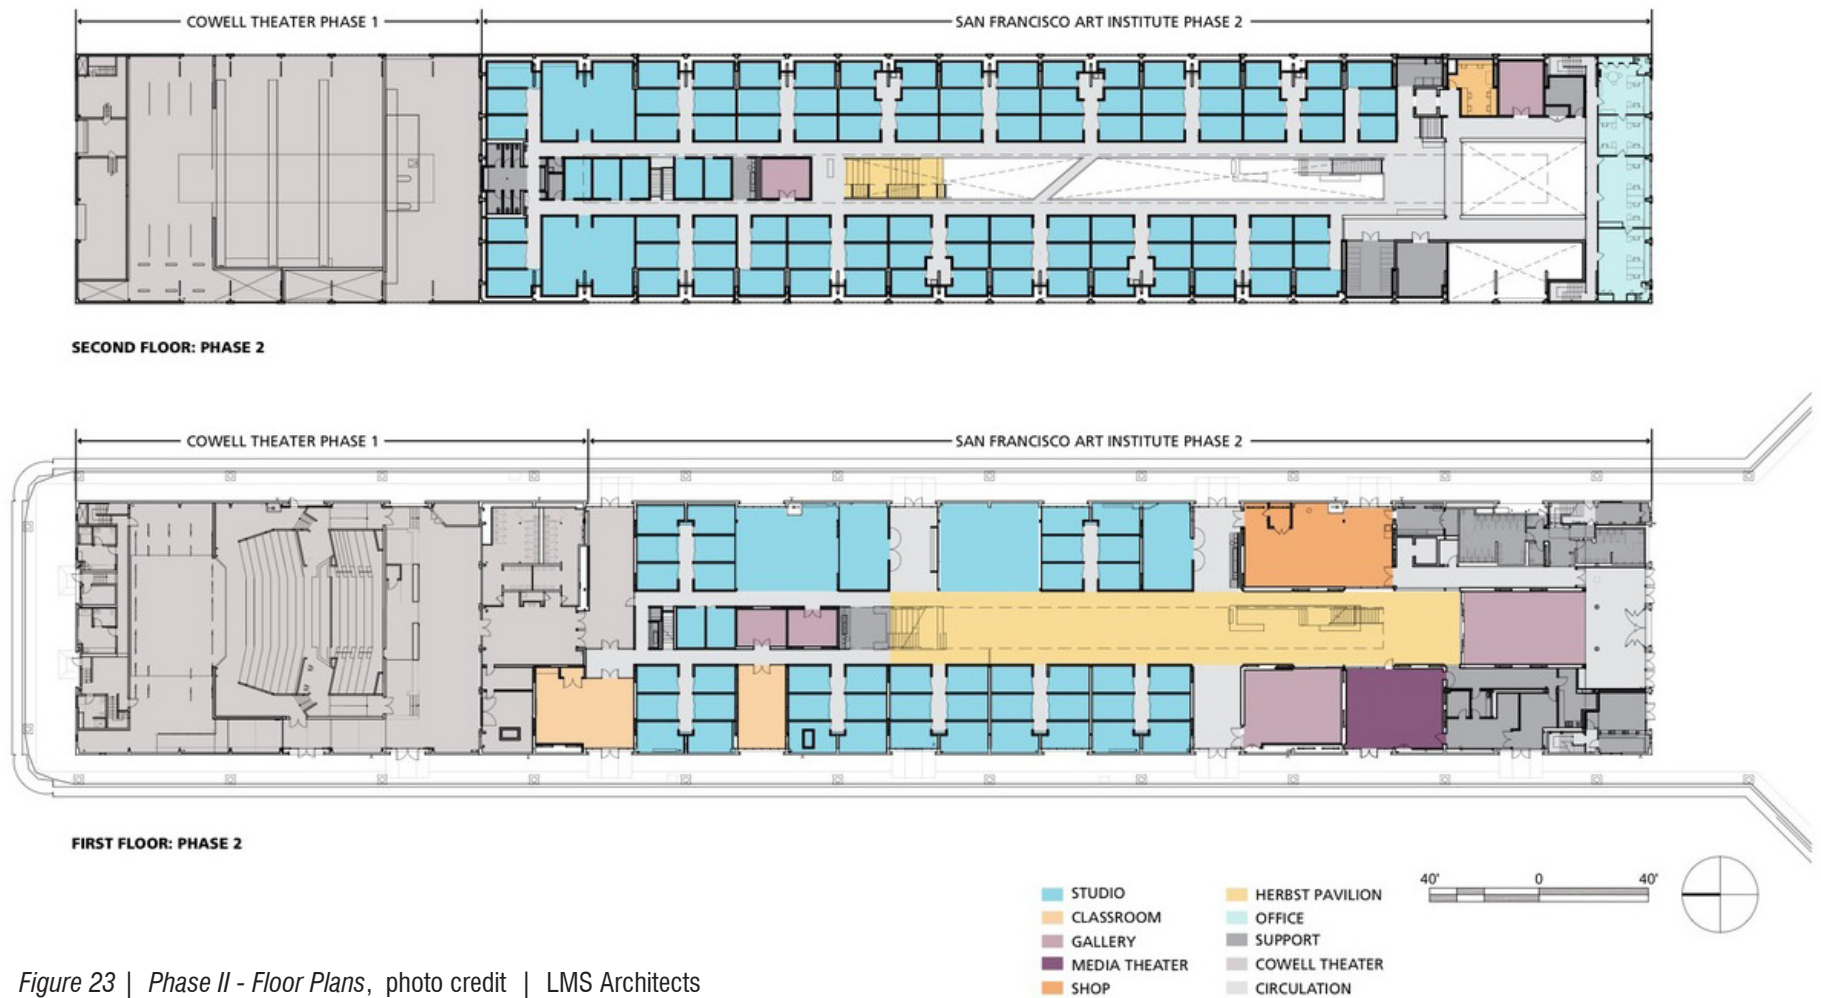 COWELL THEATER PHASE 1
SAN FRANCISCO ART INSTITUTE PHASE 2
SECOND FLOOR: PHASE 2
COWELL THEATER PHASE 1
SAN FRANCISCO ART INSTITUTE PHASE 2
FIRST FLOOR: PHASE 2
STUDIO
CLASSROOM
GALLERY
MEDIA THEATER
SHOP
HERBST PAVILION
OFFICE
SUPPORT
COWELL THEATER
CIRCULATION
40' 0 40'
Figure 23 | Phase II - Floor Plans, photo credit | LMS Architects